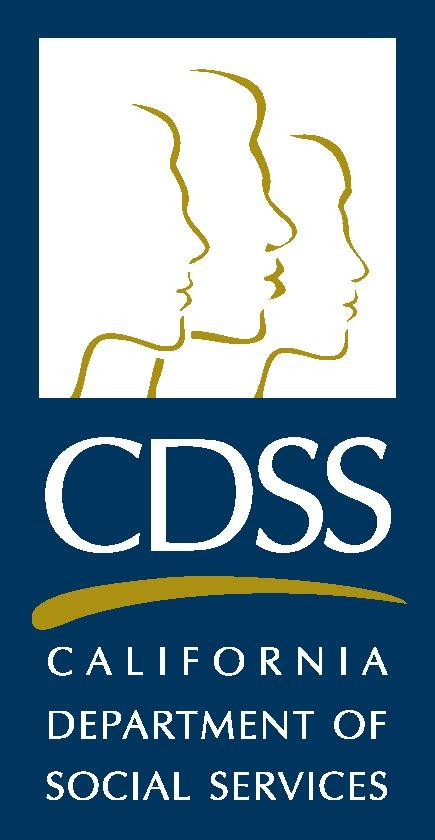 CDSS
CALIFORNIA
DEPARTMENT OF
SOCIAL SERVICES